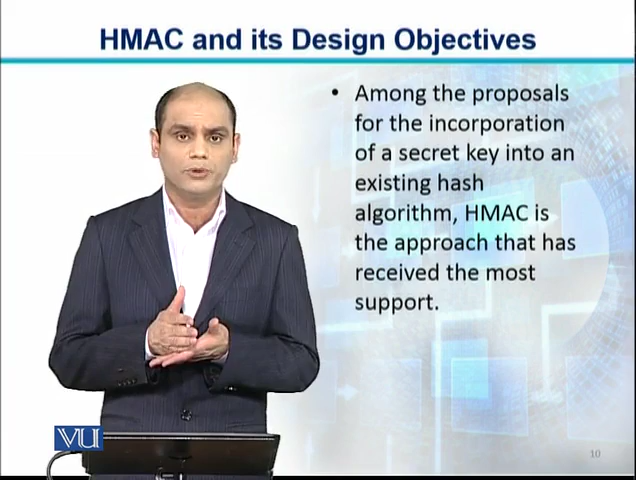 HMAC and its Design Objectives
• Among the proposals
for the incorporation
of a secret key into an
existing hash
algorithm, HMAC is
the approach that has
received the most
support.
VU
10